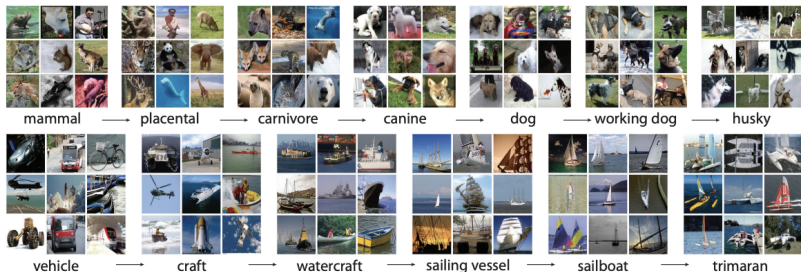 mammal placental carnivore canine dog working dog husky
vehicle craft watercraft sailing vessel sailboat trimaran